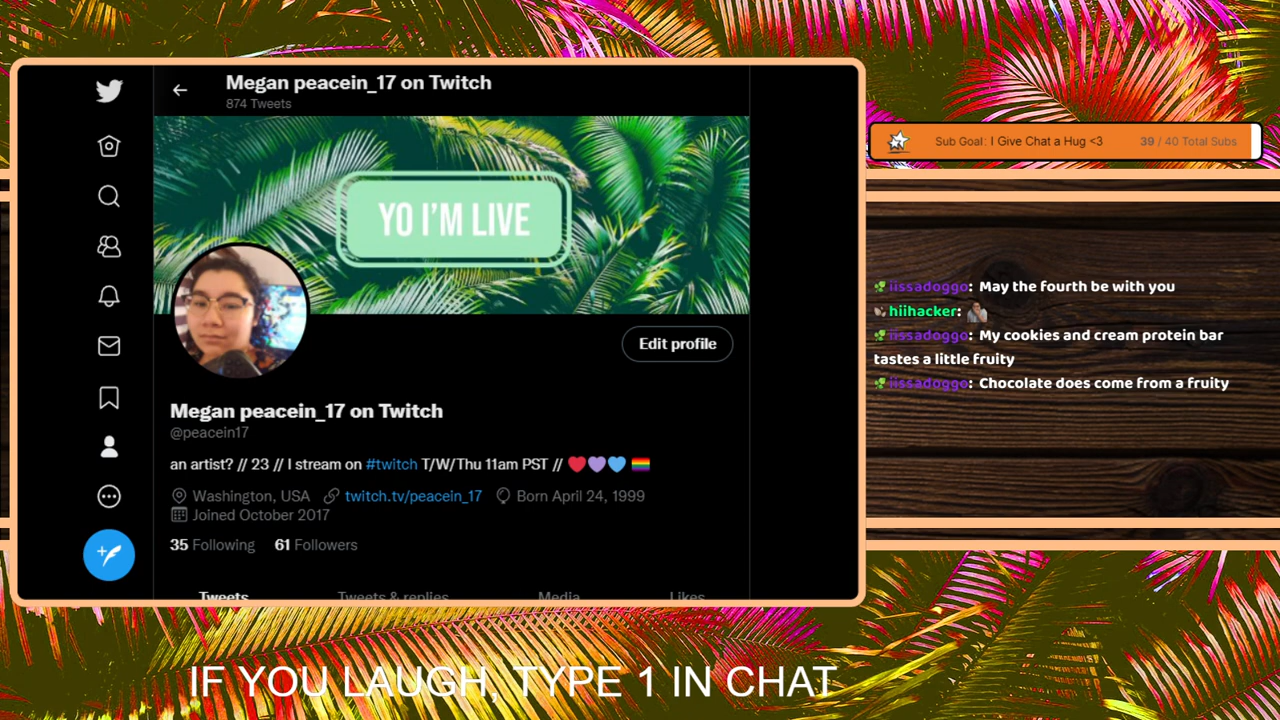 Megan peacein_17 on Twitch
874 Tweets
YO I'M LIVE
Edit profile
Megan peacein_17 on Twitch
@peacein17
an artist? // 23 // I stream on #twitch T/W/Thu 11am PST //
Washington, USA twitch.tv/peacein_17 Born April 24, 1999
Joined October 2017
35 Following 61 Followers
Tweets Tweets & replies Media Likes
Sub Goal: I Give Chat a Hug <3 39 / 40 Total Subs
iissadoggo: May the fourth be with you
hiihacker:
iissadoggo: My cookies and cream protein bar
tastes a little fruity
iissadoggo: Chocolate does come from a fruity
IF YOU LAUGH, TYPE 1 IN CHAT